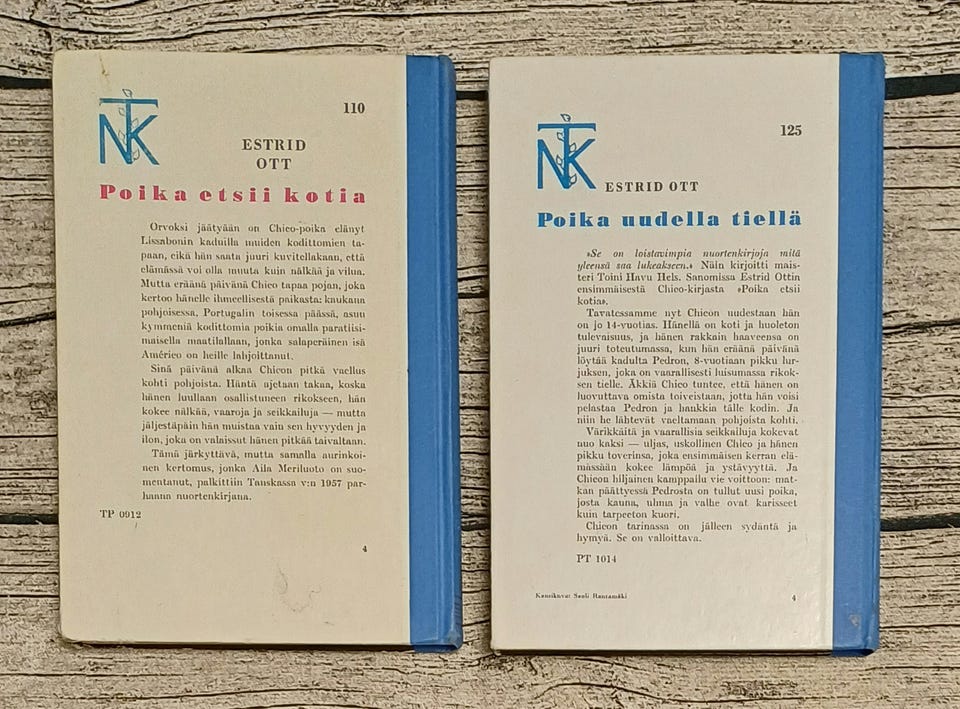 NTK
110
ESTRID
OTT
Poika etsii kotia
Orvoksi jäätyään on Chico-poika elänyt
Lissabonin kaduilla muiden kodittomien ta-
paan, eikä hän saata juuri kuvitellakaan, että
elämässä voi olla muuta kuin nälkää ja vilua.
Mutta eräänä päivänä Chico tapaa pojan, joka
kertoo hänelle ihmeellisestä paikasta: kaukana
pohjoisessa, Portugalin toisessa päässä, asuu
kymmeniä kodittomia poikia omalla paratiisi-
maisella maatilallaan, jonka salaperäinen isä
Américo on heille lahjoittanut.
Sinä päivänä alkaa Chicon pitkä vaellus
kohti pohjoista. Häntä ajetaan takaa, koska
hänen luullaan osallistuneen rikokseen, hän
kokee nälkää, vaaroja ja seikkailuja — mutta
jäljestäpäin hän muistaa vain sen hyvyyden ja
ilon, joka on valaissut hänen pitkää taivaltaan.
Tämä järkyttävä, mutta samalla aurinkoi-
nen kertomus, jonka Aila Meriluoto on suo-
mentanut, palkittiin Tanskassa v:n 1957 par-
haana nuortenkirjana.
TP 0912
4
NTK
125
ESTRID OTT
Poika uudella tiellä
»Se on loistavimpia nuortenkirjoja mitä
yleensä saa lukeakseen.» Näin kirjoitti mais-
teri Toini Havu Hels. Sanomissa Estrid Ottin
ensimmäisestä Chico-kirjasta »Poika etsii
kotia».
Tavatessamme nyt Chicon uudestaan hän
on jo 14-vuotias. Hänellä on koti ja huoleton
tulevaisuus, ja hänen rakkain haaveensa on
juuri toteutumassa, kun hän eräänä päivänä
löytää kadulta Pedron, 8-vuotiaan pikku hur-
juksen, joka on vaarallisesti luisumassa rikok-
sen tielle. Äkkiä Chico tuntee, että hänen on
luovuttava omista toiveistaan, jotta hän voisi
pelastaa Pedron ja hankkia tälle kodin. Ja
niin he lähtevät vaeltamaan pohjoista kohti.
Värikkäitä ja vaarallisia seikkailuja kokevat
nuo kaksi — uljas, uskollinen Chico ja hänen
pikku toverinsa, joka ensimmäisen kerran elä-
mässään kokee lämpöä ja ystävyyttä. Ja
Chicon hiljainen kamppailu vie voittoon: mat-
kan päättyessä Pedrosta on tullut uusi poika,
josta kauna, uhma ja valhe ovat karisseet
kuin tarpeeton kuori.
Chicon tarinassa on jälleen sydäntä ja
hymyä. Se on valloittava.
PT 1014
Kansikuvat Sauli Rantamäki
4